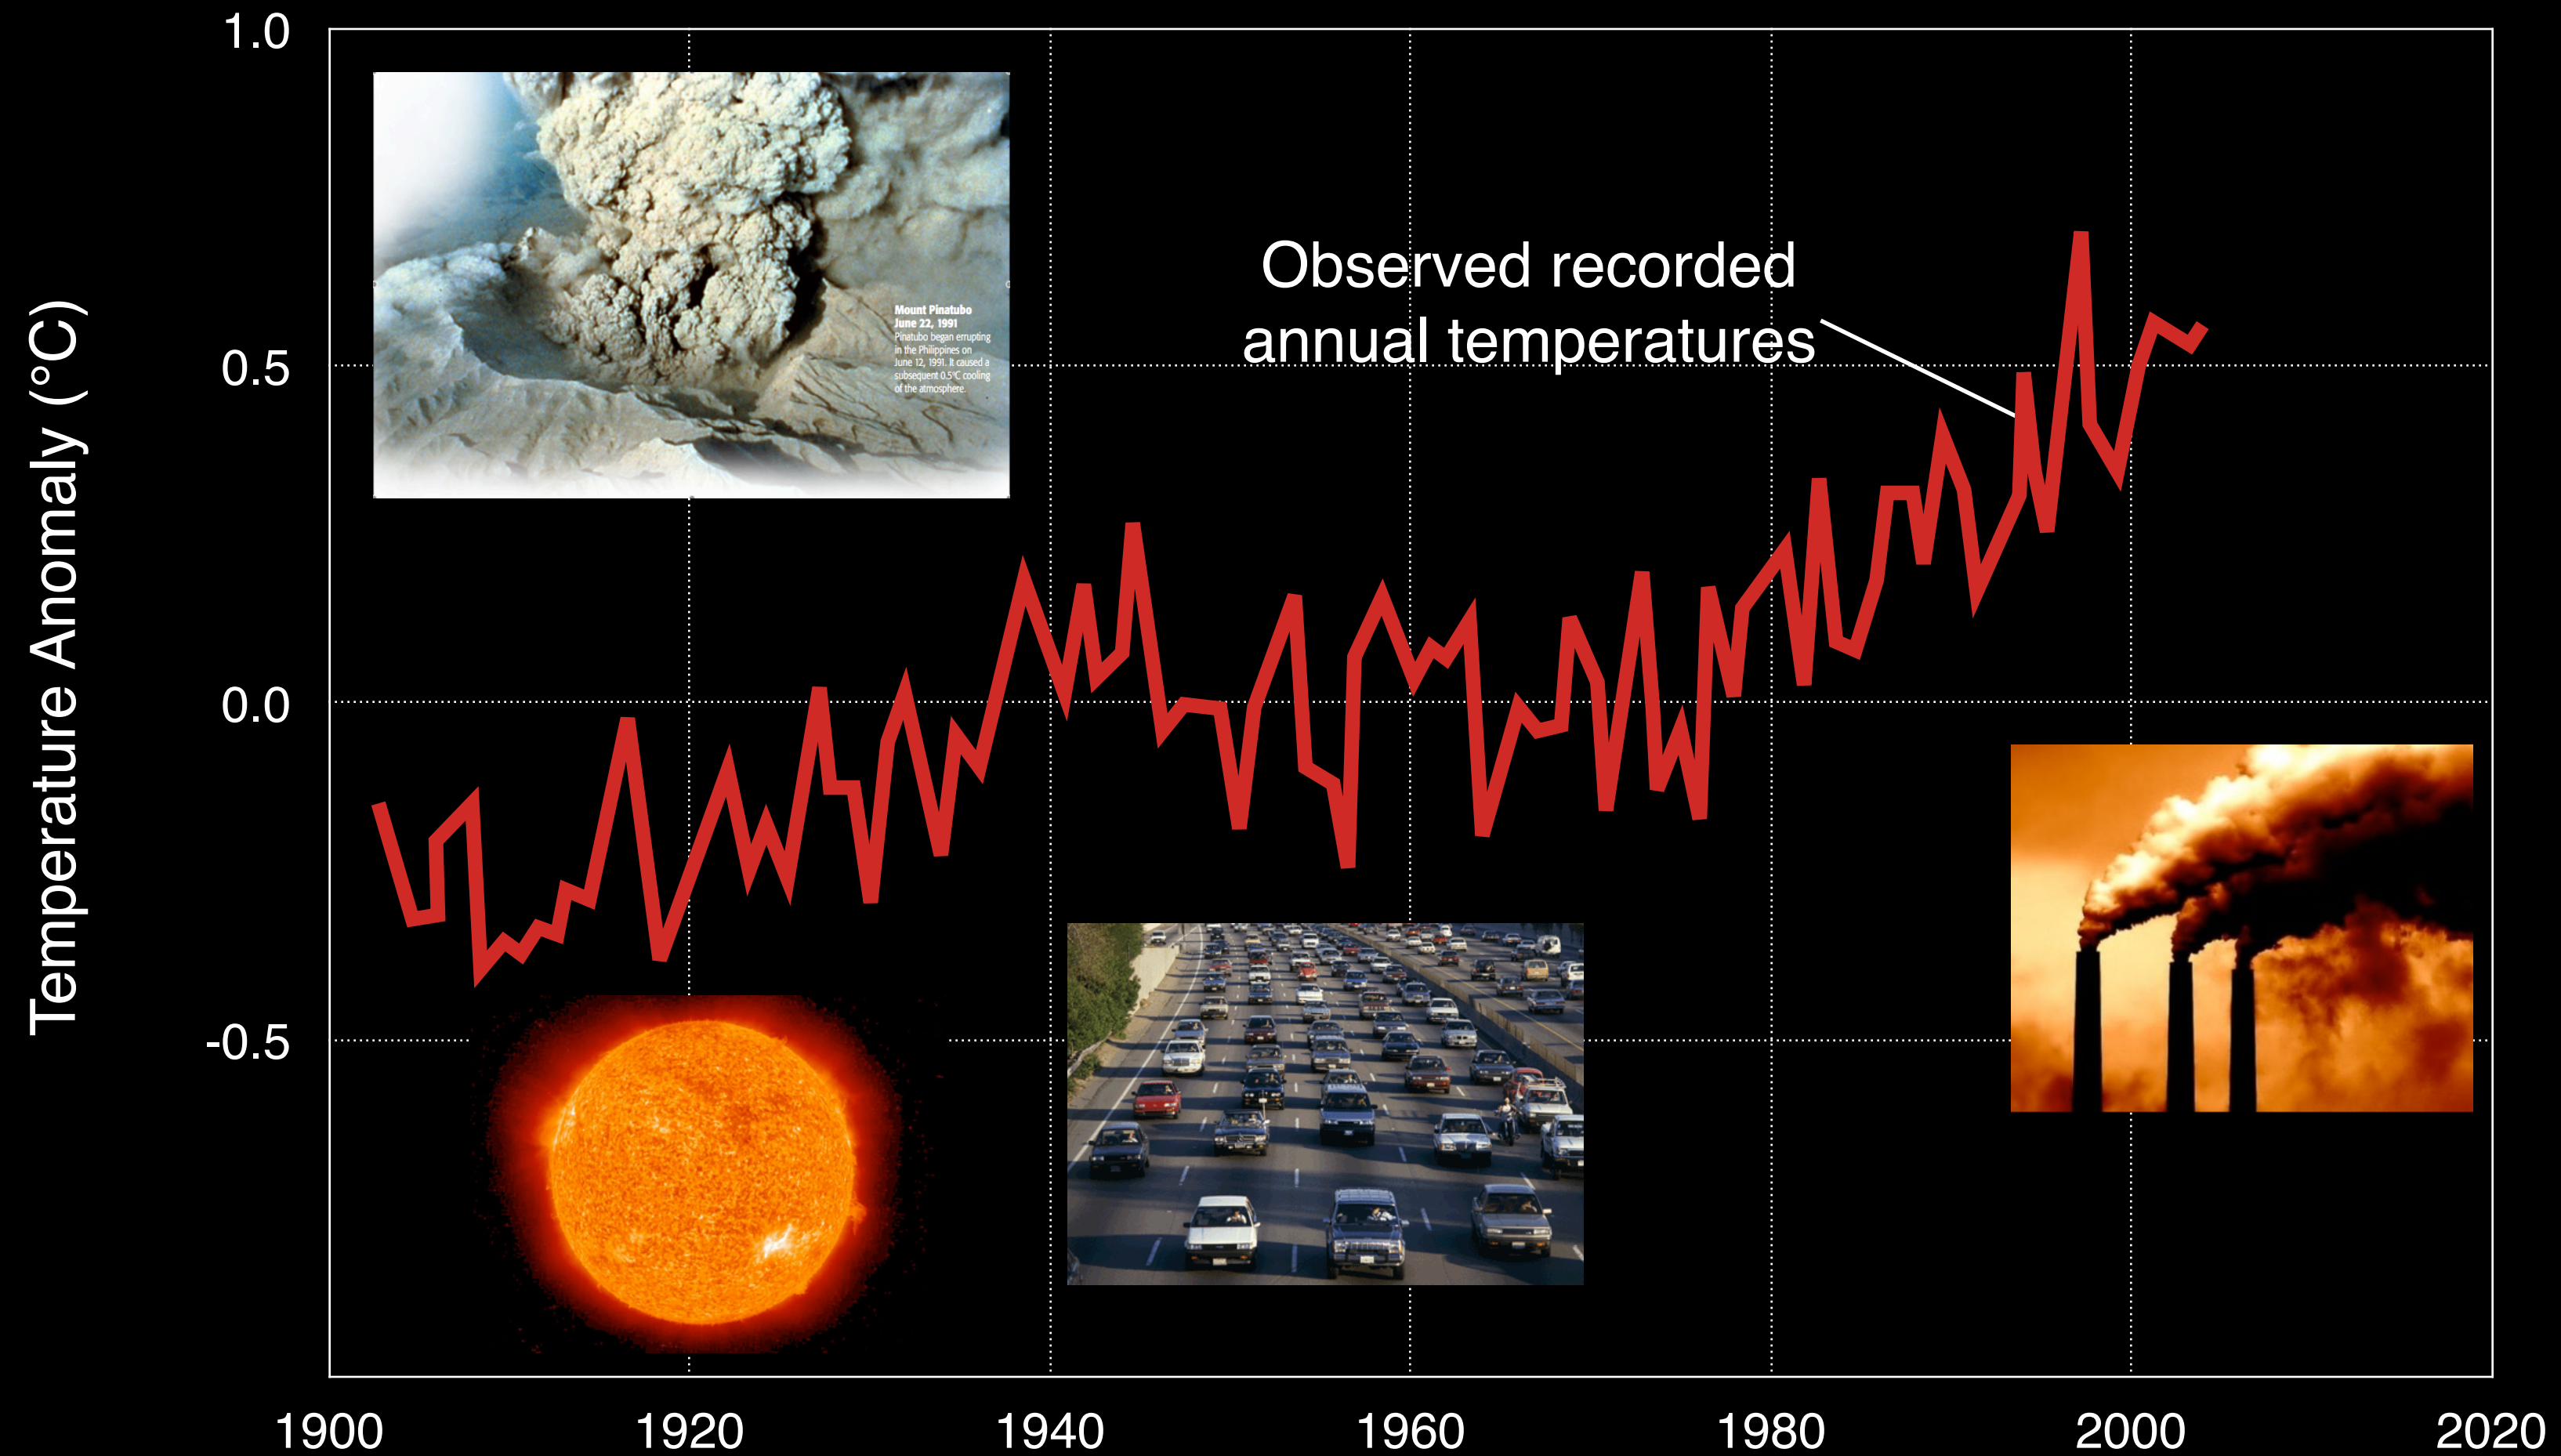 1.0
0.5
0.0
-0.5
Temperature Anomaly (°C)
Mount Pinatubo
June 22, 1991
Pinatubo began errupting
in the Philippines on
June 12, 1991. It caused a
subsequent 0.5°C cooling
of the atmosphere.
Observed recorded
annual temperatures
1900 1920 1940 1960 1980 2000 2020